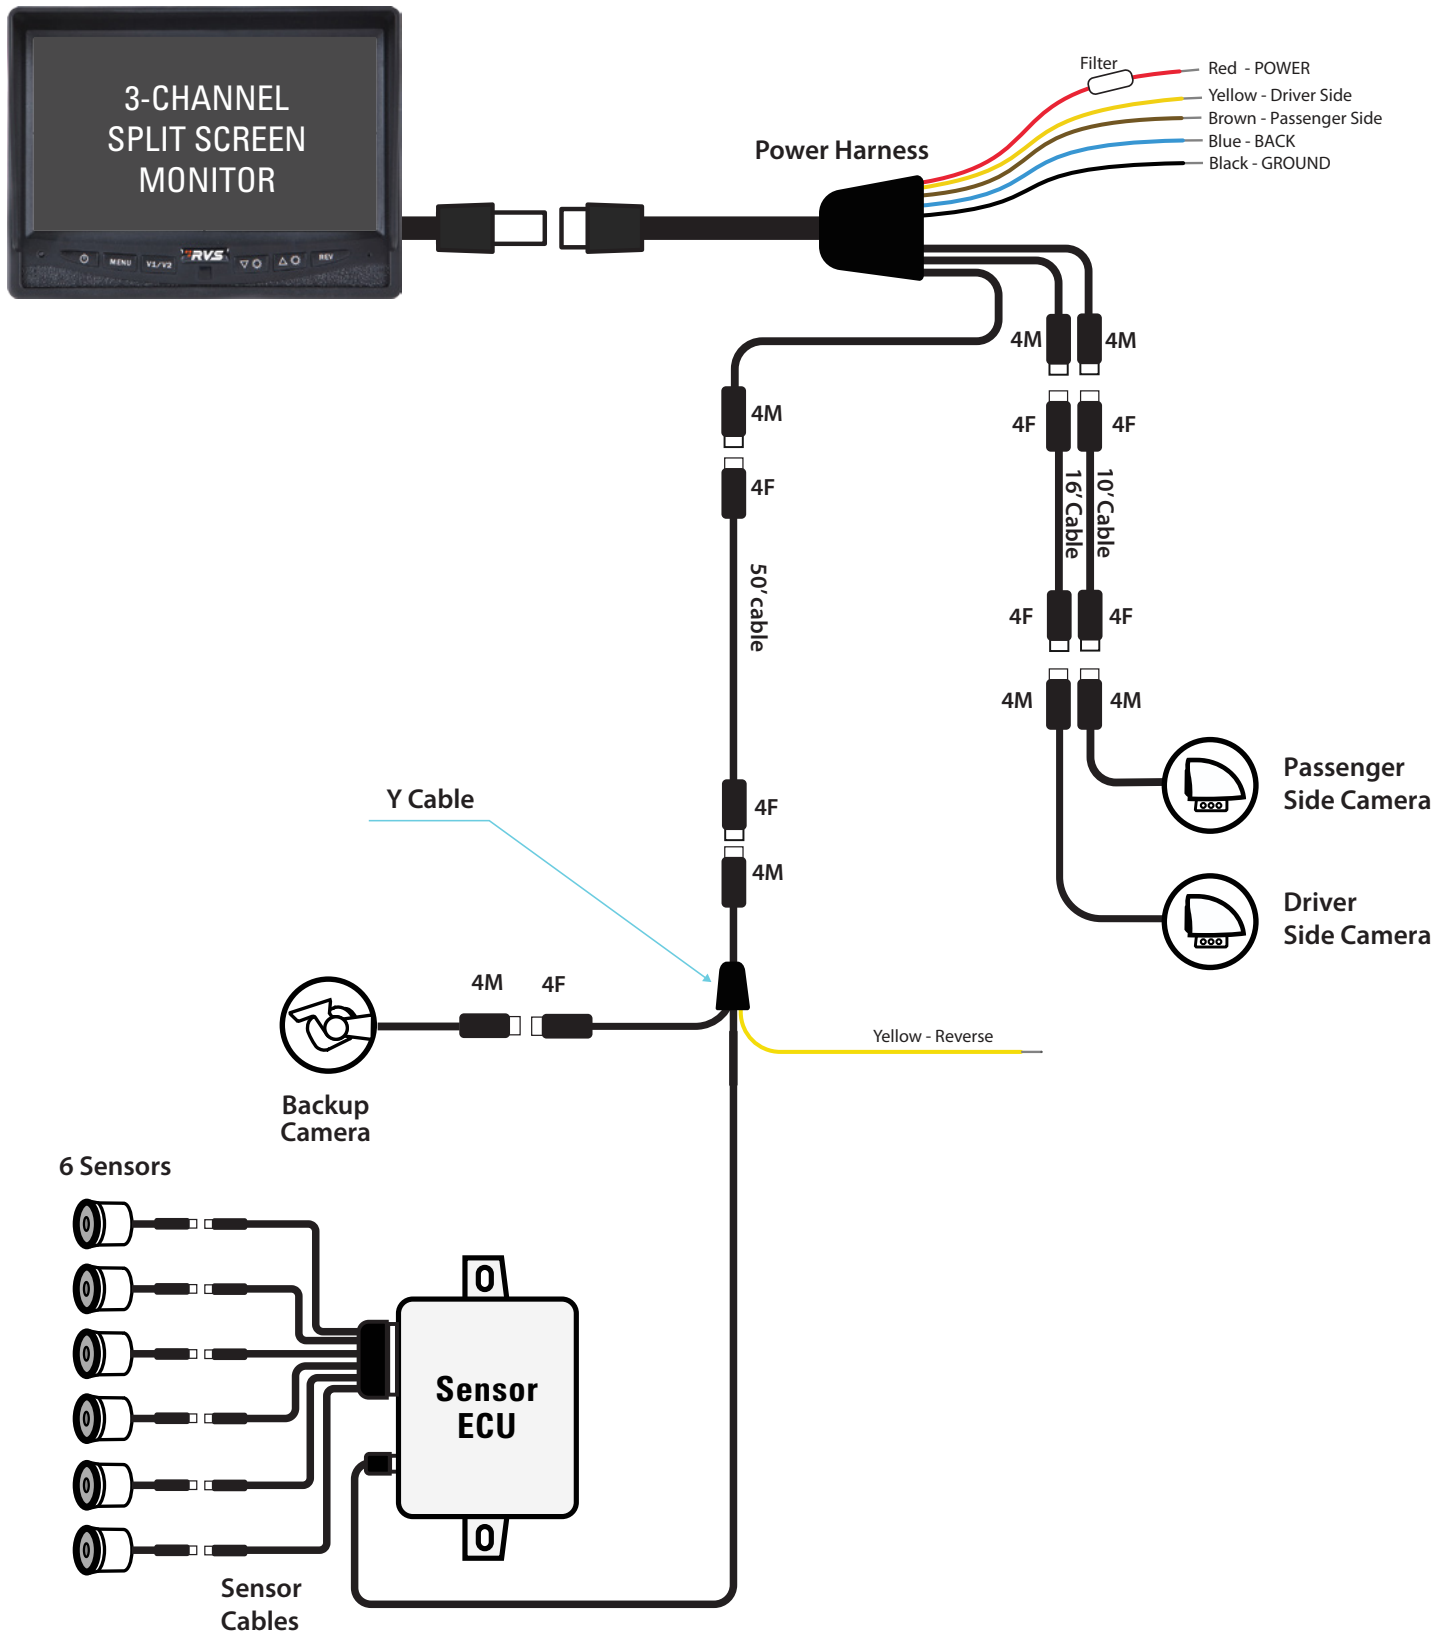 3-CHANNEL
SPLIT SCREEN
MONITOR
MENU
V1/V2
RVS
REV
Filter
Red - POWER
Yellow - Driver Side
Brown - Passenger Side
Blue - BACK
Black - GROUND
Power Harness
4M
4M
4M
4F
4F
4F
16' Cable
10' Cable
50' cable
4F
4F
4M
4M
Passenger
Side Camera
Driver
Side Camera
Y Cable
4F
4M
4M
4F
Yellow - Reverse
Backup
Camera
6 Sensors
Sensor
ECU
Sensor
Cables